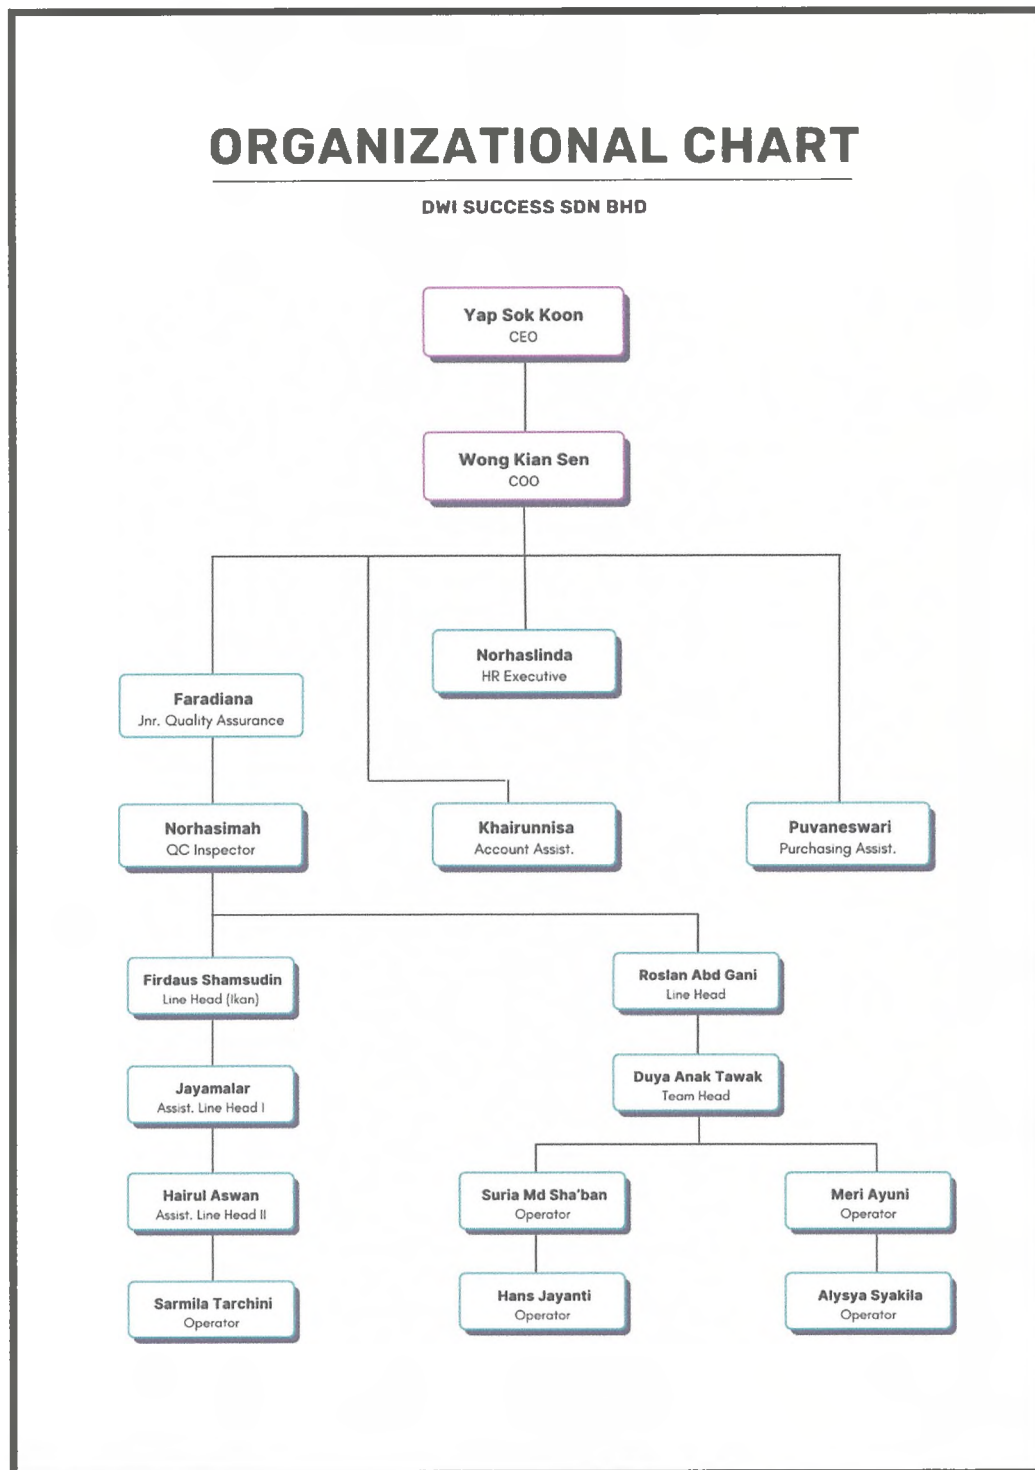 ORGANIZATIONAL CHART
DWI SUCCESS SDN BHD
Yap Sok Koon
CEO
Wong Kian Sen
COO
Norhaslinda
HR Executive
Faradiana
Jnr. Quality Assurance
Norhasimah
QC Inspector
Khairunnisa
Account Assist.
Puvaneswari
Purchasing Assist.
Firdaus Shamsudin
Line Head (Ikan)
Roslan Abd Gani
Line Head
Jayamalar
Assist. Line Head I
Duya Anak Tawak
Team Head
Hairul Aswan
Assist. Line Head II
Suria Md Sha'ban
Operator
Meri Ayuni
Operator
Sarmila Tarchini
Operator
Hans Jayanti
Operator
Alysya Syakila
Operator